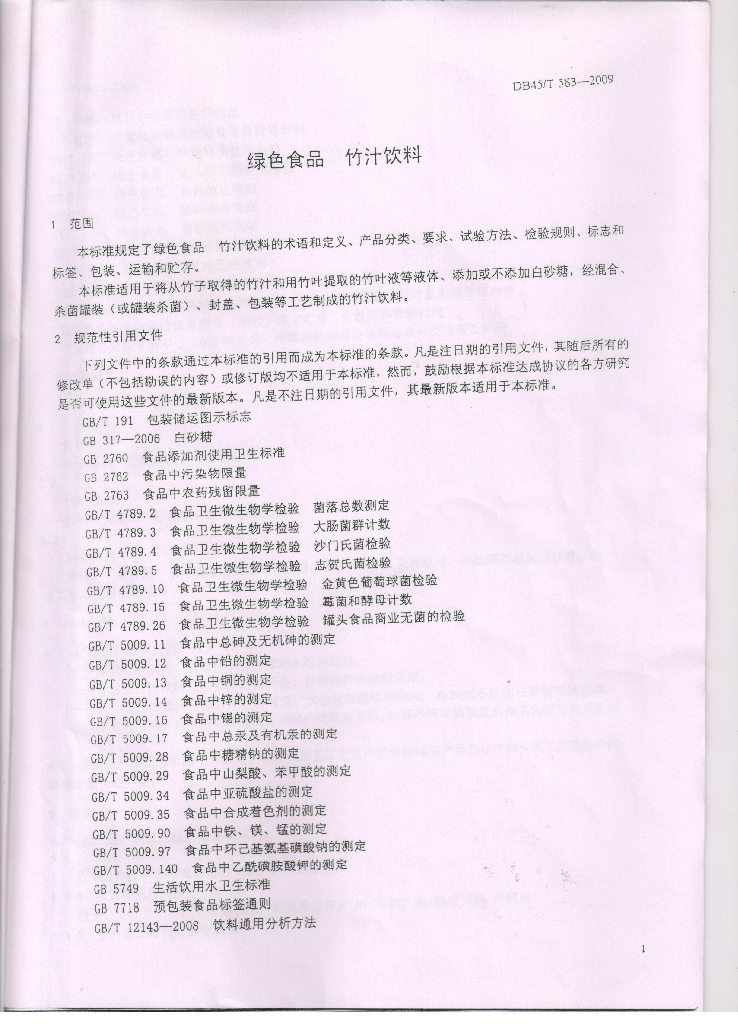 DB45/T 583—2009
绿色食品　竹汁饮料
1　范围
本标准规定了绿色食品　竹汁饮料的术语和定义、产品分类、要求、试验方法、检验规则、标志和
标签、包装、运输和贮存。
本标准适用于将从竹子取得的竹汁和用竹叶提取的竹叶液等液体、添加或不添加白砂糖，经混合、
杀菌罐装（或罐装杀菌）、封盖、包装等工艺制成的竹汁饮料。
2　规范性引用文件
下列文件中的条款通过本标准的引用而成为本标准的条款。凡是注日期的引用文件，其随后所有的
修改单（不包括勘误的内容）或修订版均不适用于本标准，然而，鼓励根据本标准达成协议的各方研究
是否可使用这些文件的最新版本。凡是不注日期的引用文件，其最新版本适用于本标准。
GB/T 191　包装储运图示标志
GB 317—2006　白砂糖
GB 2760　食品添加剂使用卫生标准
GB 2762　食品中污染物限量
GB 2763　食品中农药残留限量
GB/T 4789.2　食品卫生微生物学检验　菌落总数测定
GB/T 4789.3　食品卫生微生物学检验　大肠菌群计数
GB/T 4789.4　食品卫生微生物学检验　沙门氏菌检验
GB/T 4789.5　食品卫生微生物学检验　志贺氏菌检验
GB/T 4789.10　食品卫生微生物学检验　金黄色葡萄球菌检验
GB/T 4789.15　食品卫生微生物学检验　霉菌和酵母计数
GB/T 4789.26　食品卫生微生物学检验　罐头食品商业无菌的检验
GB/T 5009.11　食品中总砷及无机砷的测定
GB/T 5009.12　食品中铅的测定
GB/T 5009.13　食品中铜的测定
GB/T 5009.14　食品中锌的测定
GB/T 5009.16　食品中锡的测定
GB/T 5009.17　食品中总汞及有机汞的测定
GB/T 5009.28　食品中糖精钠的测定
GB/T 5009.29　食品中山梨酸、苯甲酸的测定
GB/T 5009.34　食品中亚硫酸盐的测定
GB/T 5009.35　食品中合成着色剂的测定
GB/T 5009.90　食品中铁、镁、锰的测定
GB/T 5009.97　食品中环己基氨基磺酸钠的测定
GB/T 5009.140　食品中乙酰磺胺酸钾的测定
GB 5749　生活饮用水卫生标准
GB 7718　预包装食品标签通则
GB/T 12143—2008　饮料通用分析方法
1